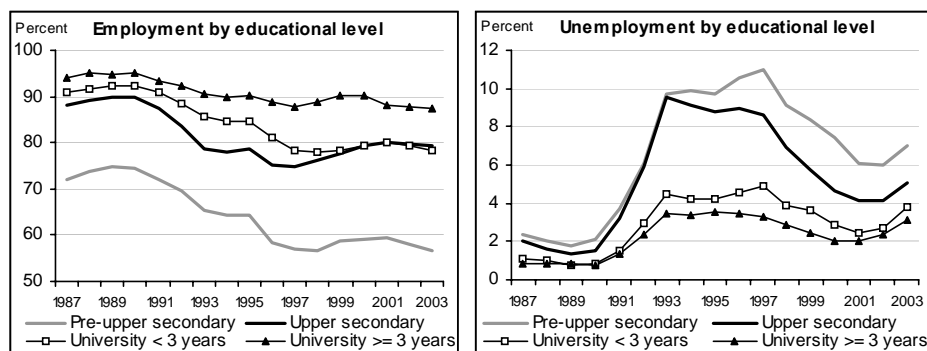 Percent Employment by educational level
100
90
80
70
60
50
1987 1989 1991 1993 1995 1997 1999 2001 2003
Pre-upper secondary Upper secondary
University < 3 years University >= 3 years
Percent Unemployment by educational level
12
10
8
6
4
2
0
1987 1989 1991 1993 1995 1997 1999 2001 2003
Pre-upper secondary Upper secondary
University < 3 years University >= 3 years